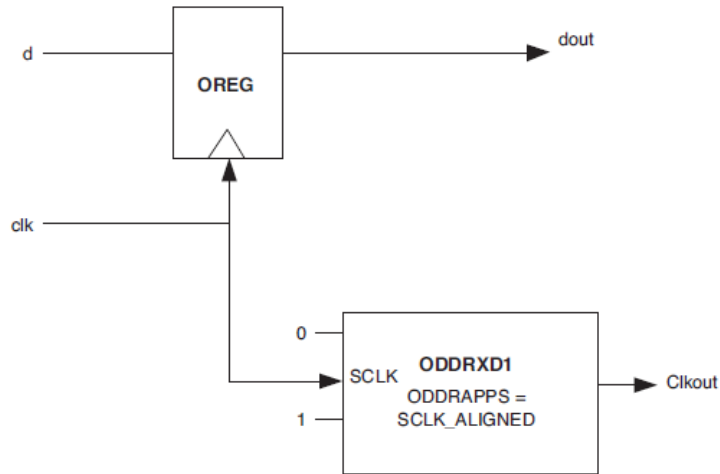 d
OREG
dout
clk
0
SCLK
ODDRXD1
ODDRAPPS =
SCLK_ALIGNED
1
Clkout